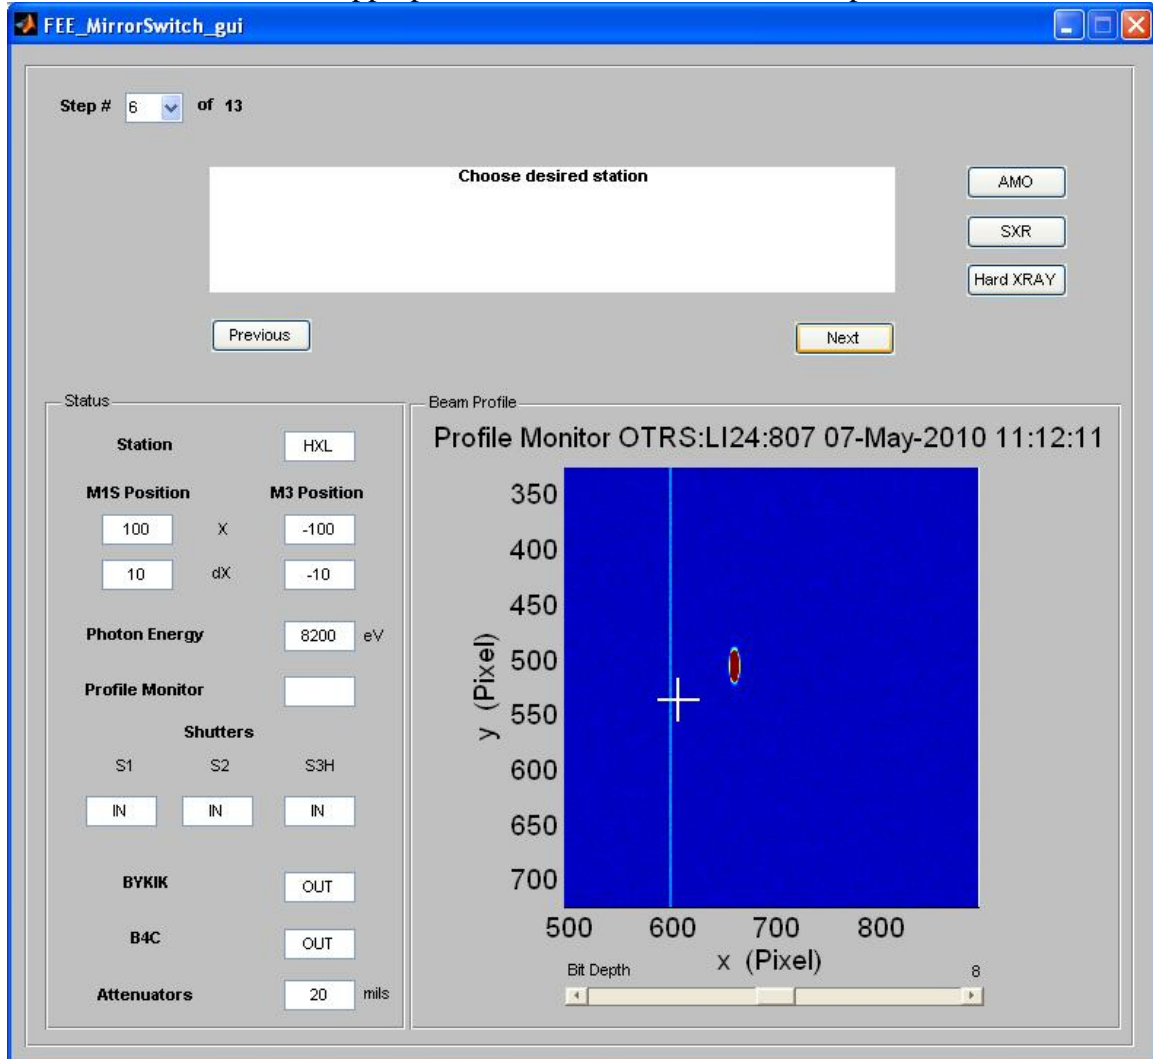 FEE_MirrorSwitch_gui
Step # 6 of 13
Choose desired station
AMO
SXR
Hard XRAY
Previous
Next
Status
Station HXL
M1S Position M3 Position
100 X -100
10 dX -10
Photon Energy 8200 eV
Profile Monitor
Shutters
S1 S2 S3H
IN IN IN
BYKIK OUT
B4C OUT
Attenuators 20 mils
Beam Profile
Profile Monitor OTRS:LI24:807 07-May-2010 11:12:11
350
400
450
500
550
600
650
700
y (Pixel)
500 600 700 800
x (Pixel)
Bit Depth 8